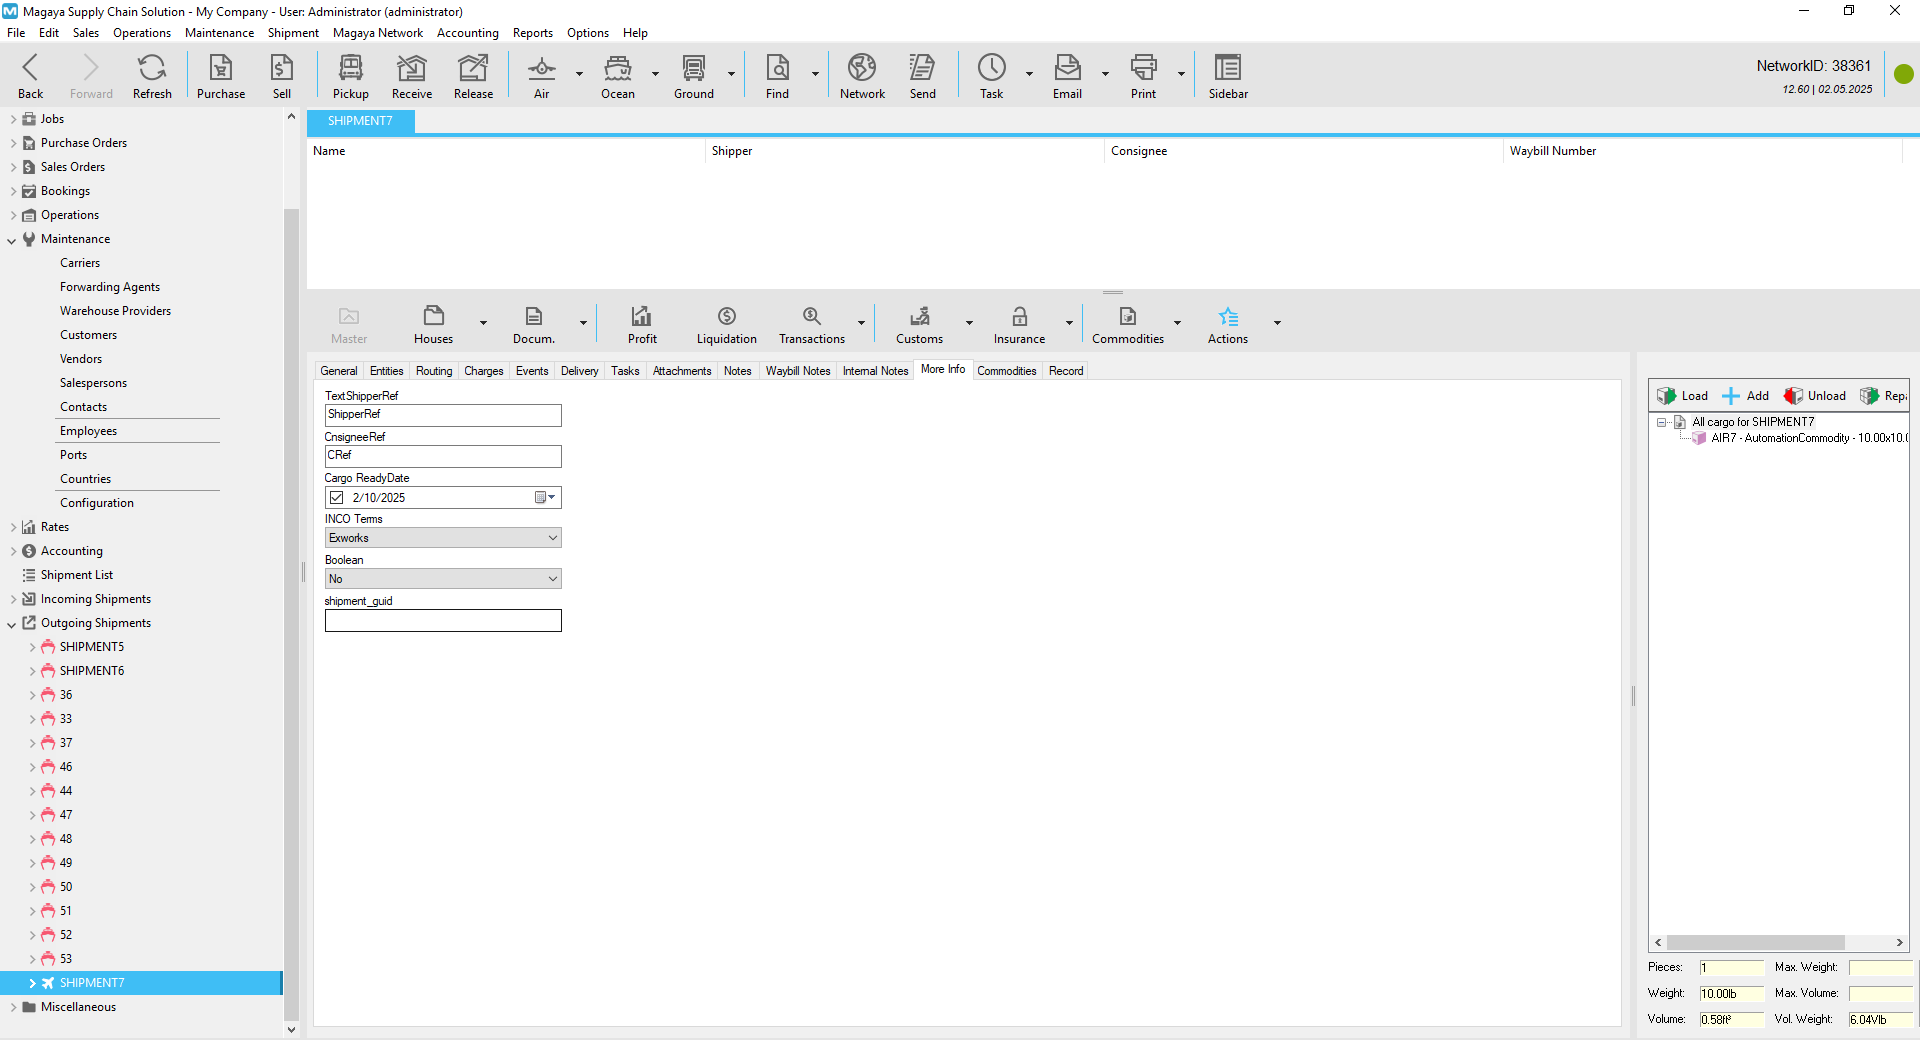 Magaya Supply Chain Solution - My Company - User: Administrator (administrator)
File Edit Sales Operations Maintenance Shipment Magaya Network Accounting Reports Options Help
Back Forward Refresh Purchase Sell Pickup Receive Release Air Ocean Ground Find Network Send Task Email Print Sidebar
NetworkID: 38361
12.60 | 02.05.2025
Jobs
Purchase Orders
Sales Orders
Bookings
Operations
Maintenance
Carriers
Forwarding Agents
Warehouse Providers
Customers
Vendors
Salespersons
Contacts
Employees
Ports
Countries
Configuration
Rates
Accounting
Shipment List
Incoming Shipments
Outgoing Shipments
SHIPMENT5
SHIPMENT6
36
33
37
46
44
47
48
49
50
51
52
53
SHIPMENT7
Miscellaneous
SHIPMENT7
Name Shipper Consignee Waybill Number
Master Houses Docum. Profit Liquidation Transactions Customs Insurance Commodities Actions
General Entities Routing Charges Events Delivery Tasks Attachments Notes Waybill Notes Internal Notes More Info Commodities Record
TextShipperRef
ShipperRef
CnsigneeRef
CRef
Cargo ReadyDate
2/10/2025
INCO Terms
Exworks
Boolean
No
shipment_guid
Load Add Unload Repa
All cargo for SHIPMENT7
AIR7 - AutomationCommodity - 10.00x10.0
Pieces: 1 Max. Weight:
Weight: 10.00lb Max. Volume:
Volume: 0.58ft³ Vol. Weight: 6.04Vlb